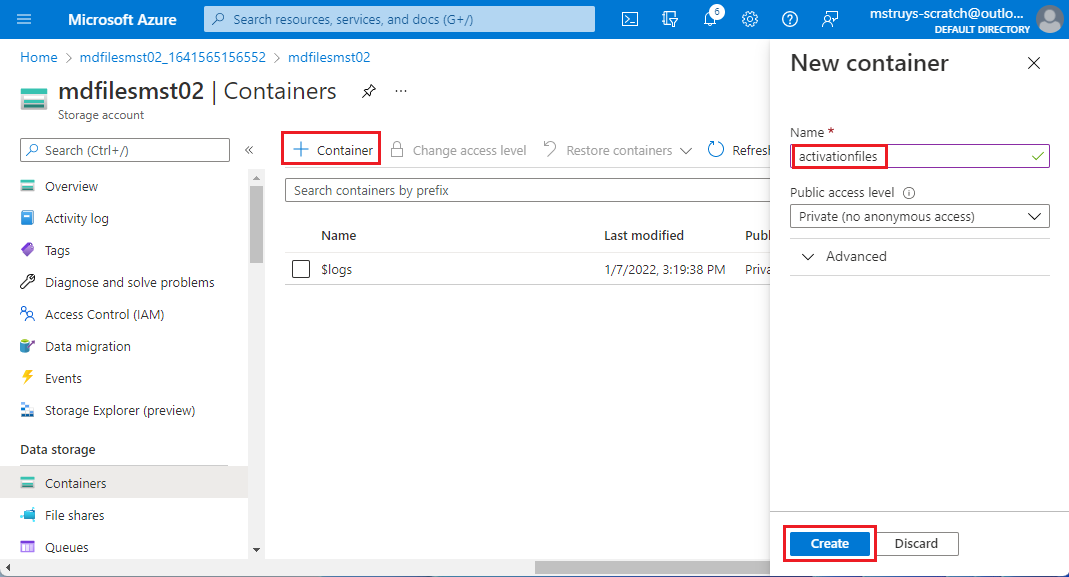 Microsoft Azure
Search resources, services, and docs (G+/)
6
mstruys-scratch@outlo...
DEFAULT DIRECTORY
Home > mdfilesmst02_1641565156552 > mdfilesmst02
mdfilesmst02 | Containers
Storage account
Search (Ctrl+/)
Overview
Activity log
Tags
Diagnose and solve problems
Access Control (IAM)
Data migration
Events
Storage Explorer (preview)
Data storage
Containers
File shares
Queues
Container
Change access level
Restore containers
Refresh
Search containers by prefix
Name Last modified Publ
$logs 1/7/2022, 3:19:38 PM Priva
New container
Name *
activationfiles
Public access level
Private (no anonymous access)
Advanced
Create
Discard